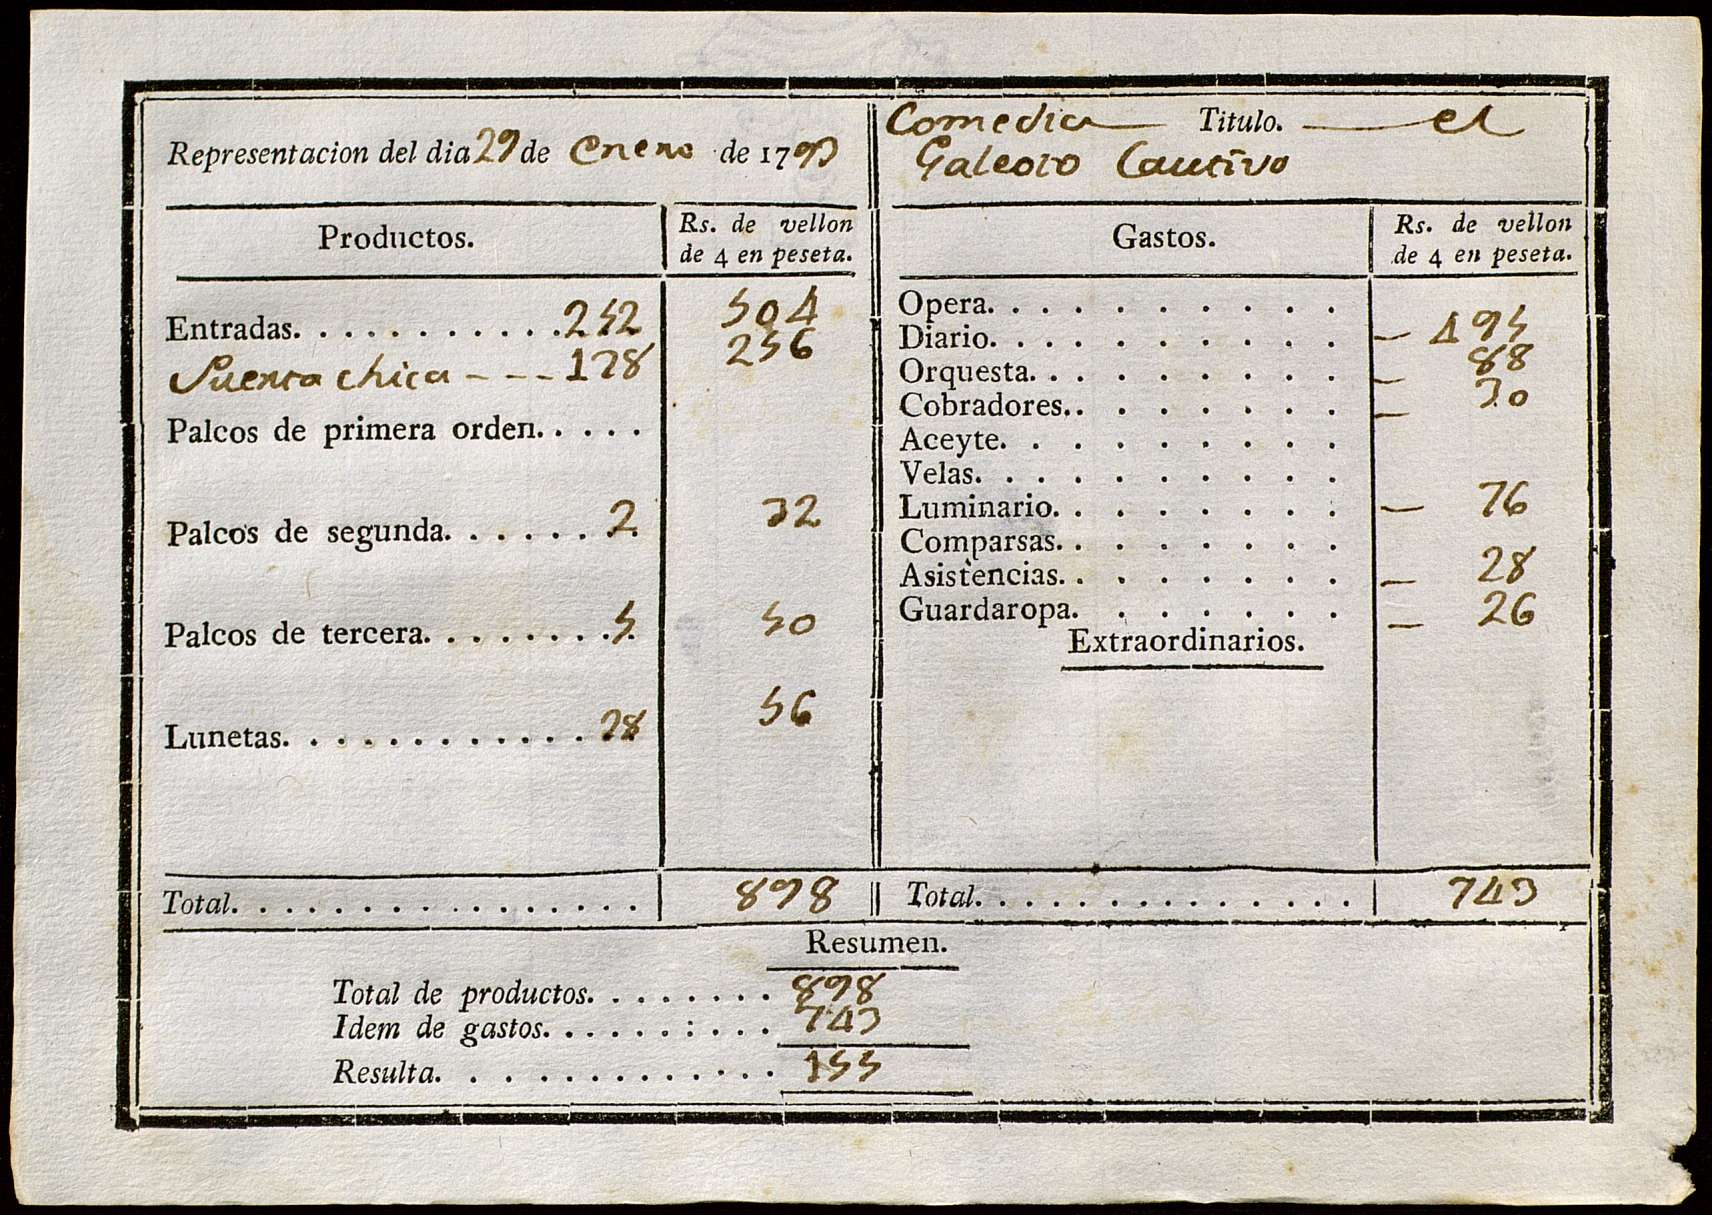 Representacion del dia 29 de Enero de 1793
Comedia Titulo. el
Galeoto Cautivo
Productos. Rs. de vellon de 4 en peseta.
Entradas. 252 504
Puerta chica - - - 128 256
Palcos de primera orden.
Palcos de segunda. 2 32
Palcos de tercera. 5 50
Lunetas. 28 56
Total. 898
Gastos. Rs. de vellon de 4 en peseta.
Opera.
Diario. — 495
Orquesta. — 88
Cobradores. — 30
Aceyte.
Velas.
Luminario. — 76
Comparsas.
Asistencias. — 28
Guardaropa. — 26
Extraordinarios.
Total. 743
Resumen.
Total de productos. 898
Idem de gastos. 743
Resulta. 155